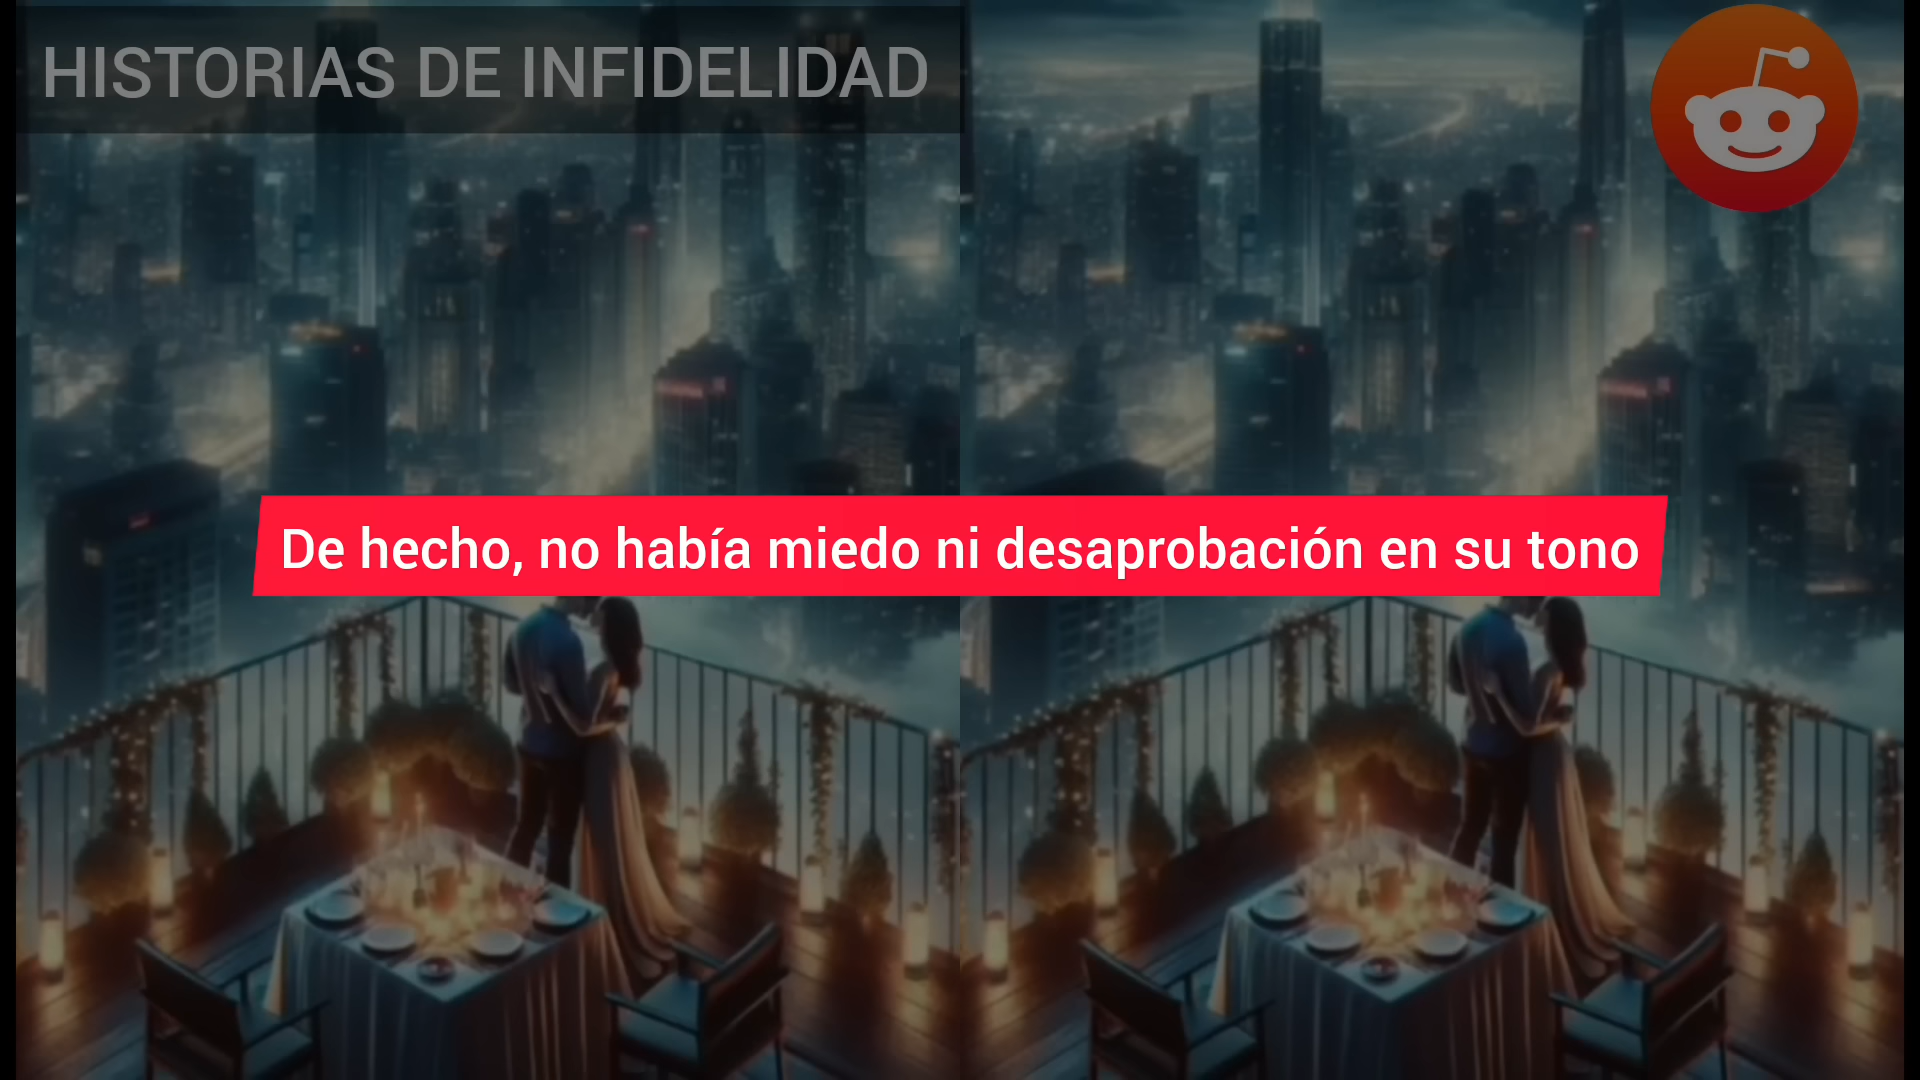 HISTORIAS DE INFIDELIDAD
De hecho, no había miedo ni desaprobación en su tono